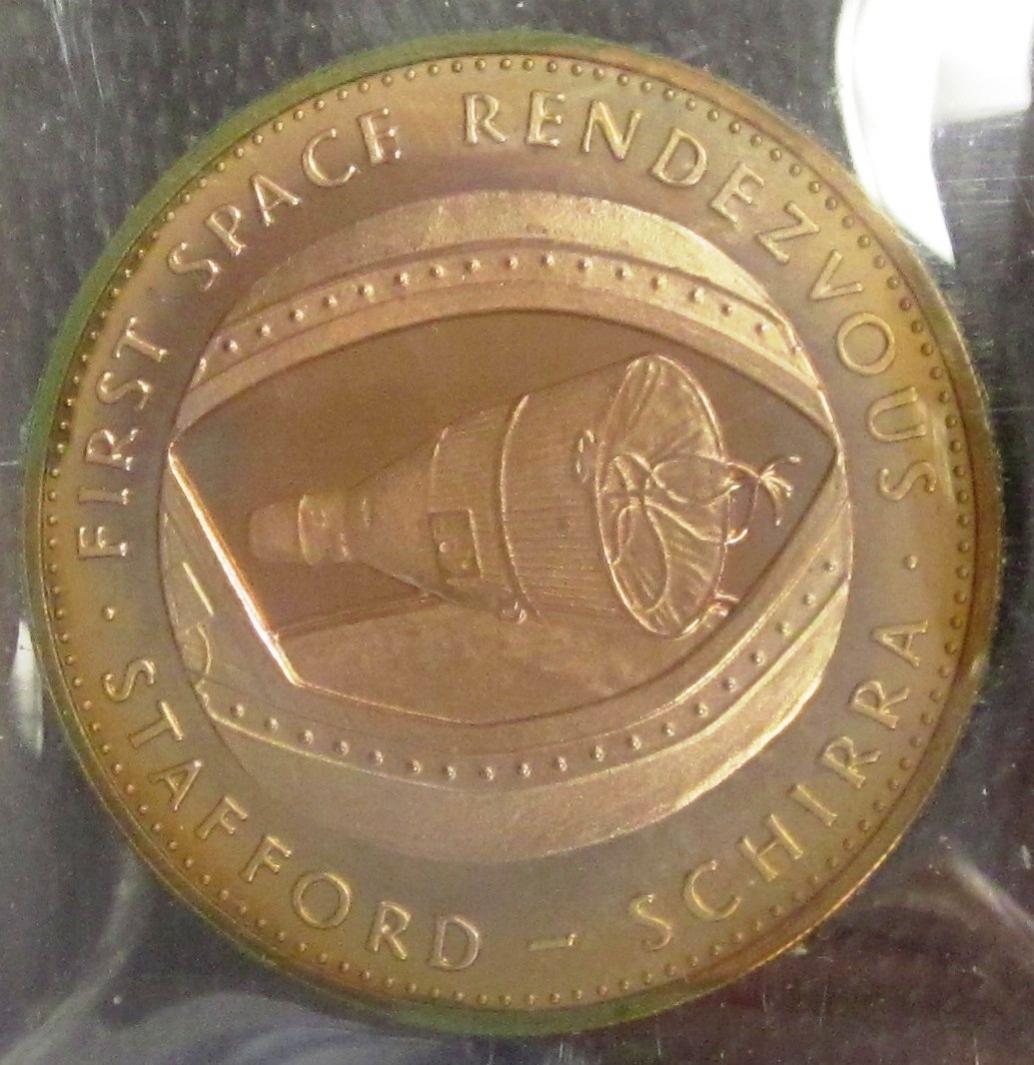 · FIRST SPACE RENDEZVOUS ·
STAFFORD – SCHIRRA